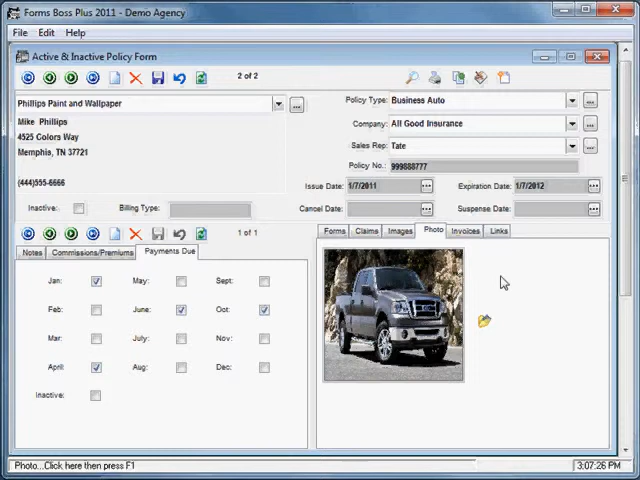 Forms Boss Plus 2011 - Demo Agency
File Edit Help
Active & Inactive Policy Form
2 of 2
Phillips Paint and Wallpaper
Mike Phillips
4525 Colors Way
Memphis, TN 37721
(444)555-6666
Inactive: Billing Type:
Policy Type: Business Auto
Company: All Good Insurance
Sales Rep: Tate
Policy No.: 999888777
Issue Date: 1/7/2011 Expiration Date: 1/7/2012
Cancel Date: Suspense Date:
1 of 1
Notes Commissions/Premiums Payments Due
Jan: May: Sept:
Feb: June: Oct:
Mar: July: Nov:
April: Aug: Dec:
Inactive:
Forms Claims Images Photo Invoices Links
Photo...Click here then press F1
3:07:26 PM